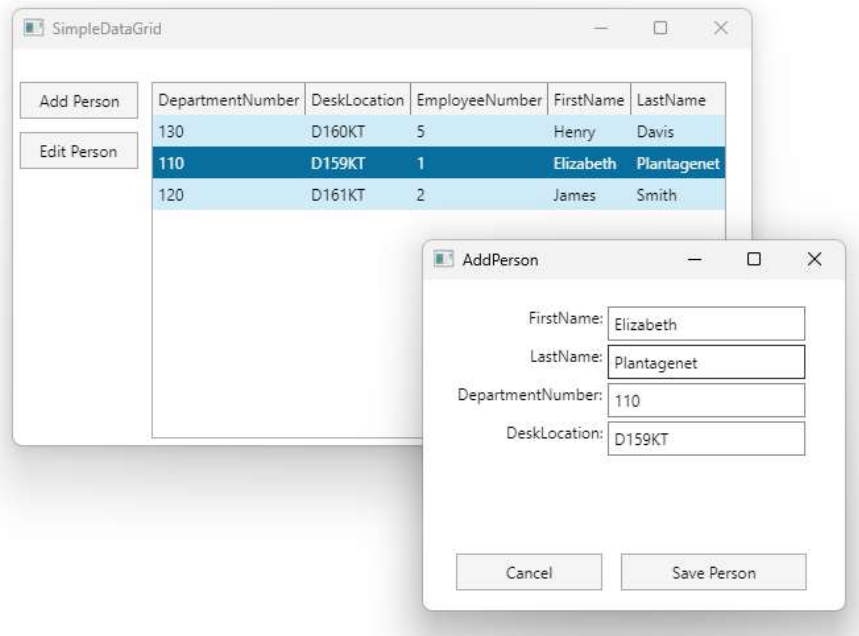 SimpleDataGrid
Add Person
Edit Person
DepartmentNumber DeskLocation EmployeeNumber FirstName LastName
130 D160KT 5 Henry Davis
110 D159KT 1 Elizabeth Plantagenet
120 D161KT 2 James Smith
AddPerson
FirstName: Elizabeth
LastName: Plantagenet
DepartmentNumber: 110
DeskLocation: D159KT
Cancel Save Person